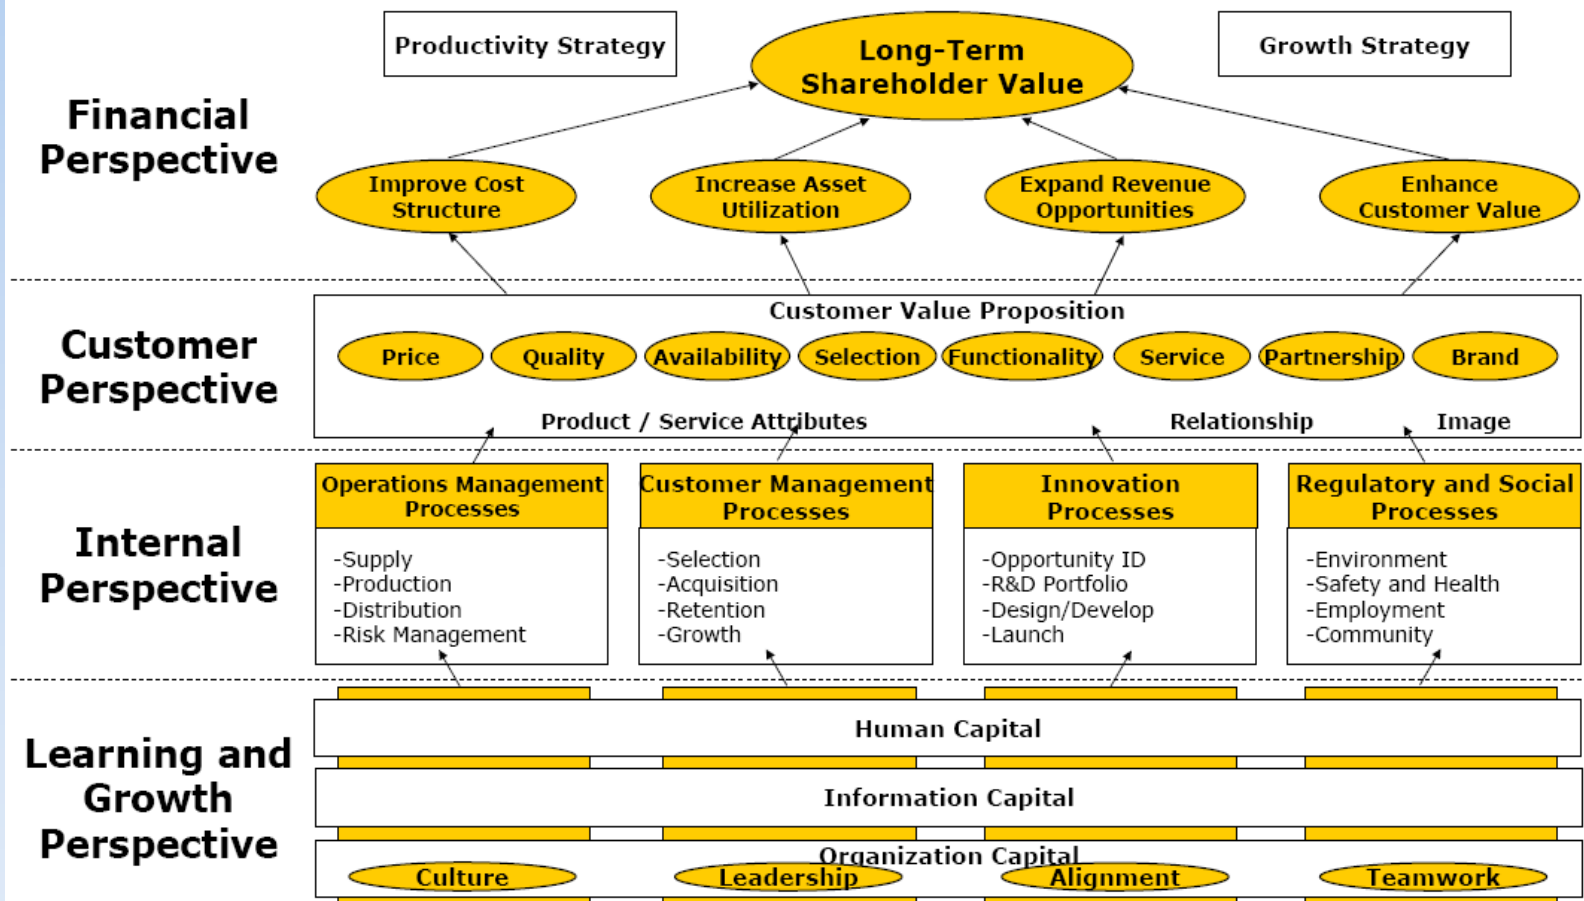 Productivity Strategy
Long-Term
Shareholder Value
Growth Strategy
Financial
Perspective
Improve Cost
Structure
Increase Asset
Utilization
Expand Revenue
Opportunities
Enhance
Customer Value
Customer
Perspective
Customer Value Proposition
Price
Quality
Availability
Selection
Functionality
Service
Partnership
Brand
Product / Service Attributes
Relationship
Image
Internal
Perspective
Operations Management
Processes
-Supply
-Production
-Distribution
-Risk Management
Customer Management
Processes
-Selection
-Acquisition
-Retention
-Growth
Innovation
Processes
-Opportunity ID
-R&D Portfolio
-Design/Develop
-Launch
Regulatory and Social
Processes
-Environment
-Safety and Health
-Employment
-Community
Learning and
Growth
Perspective
Human Capital
Information Capital
Organization Capital
Culture
Leadership
Alignment
Teamwork